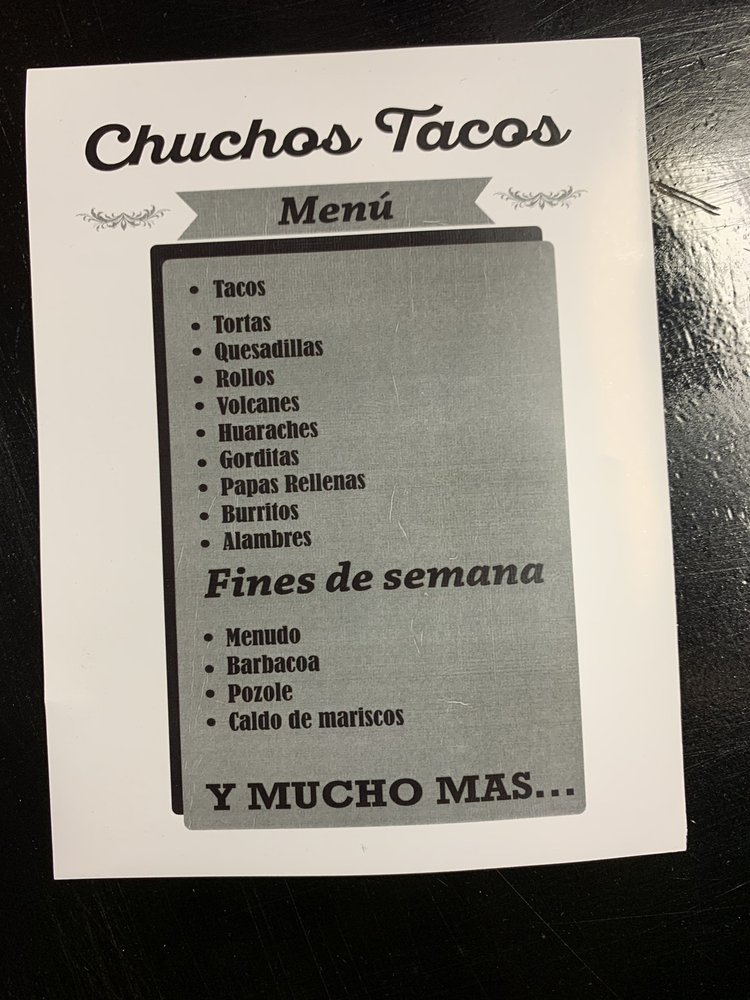 Chuchos Tacos
Menú
• Tacos
• Tortas
• Quesadillas
• Rollos
• Volcanes
• Huaraches
• Gorditas
• Papas Rellenas
• Burritos
• Alambres
Fines de semana
• Menudo
• Barbacoa
• Pozole
• Caldo de mariscos
Y MUCHO MAS...